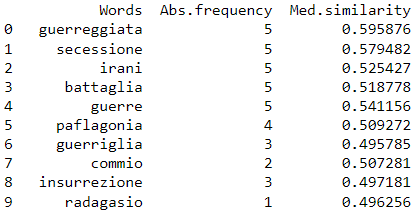 Words Abs.frequency Med.similarity
0 guerreggiata 5 0.595876
1 secessione 5 0.579482
2 irani 5 0.525427
3 battaglia 5 0.518778
4 guerre 5 0.541156
5 paflagonia 4 0.509272
6 guerriglia 3 0.495785
7 commio 2 0.507281
8 insurrezione 3 0.497181
9 radagasio 1 0.496256